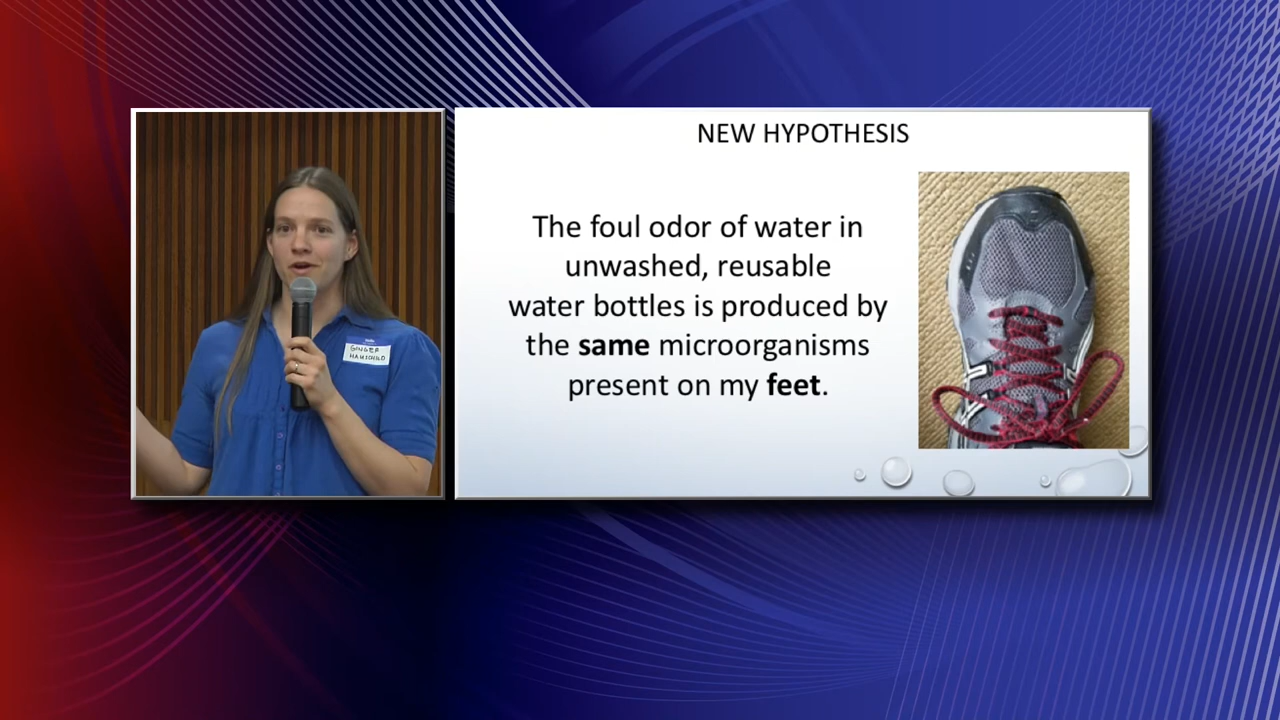 NEW HYPOTHESIS
The foul odor of water in
unwashed, reusable
water bottles is produced by
the same microorganisms
present on my feet.
GINGER